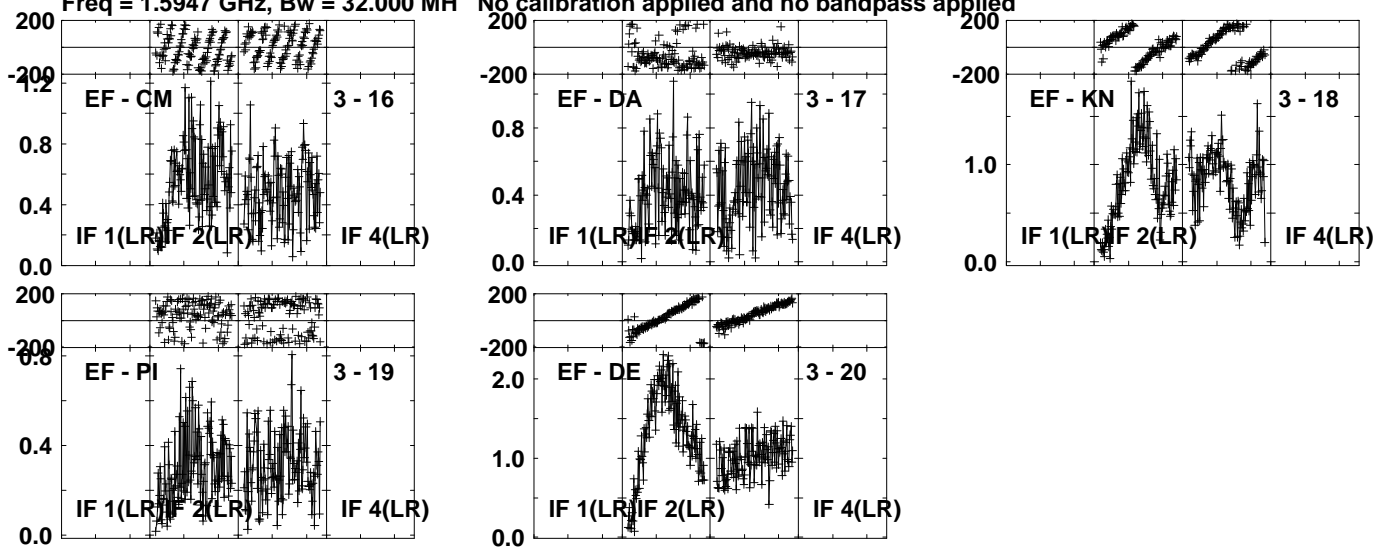 Freq = 1.5947 GHz, Bw = 32.000 MH No calibration applied and no bandpass applied
200
-200
1.2
0.8
0.4
0.0
EF - CM
3 - 16
IF 1(LR)
IF 2(LR)
IF 4(LR)
200
-200
0.8
0.4
0.0
EF - DA
3 - 17
IF 1(LR)
IF 2(LR)
IF 4(LR)
200
-200
1.0
0.0
EF - KN
3 - 18
IF 1(LR)
IF 2(LR)
IF 4(LR)
200
-200
0.8
0.4
0.0
EF - PI
3 - 19
IF 1(LR)
IF 2(LR)
IF 4(LR)
200
-200
2.0
1.0
0.0
EF - DE
3 - 20
IF 1(LR)
IF 2(LR)
IF 4(LR)